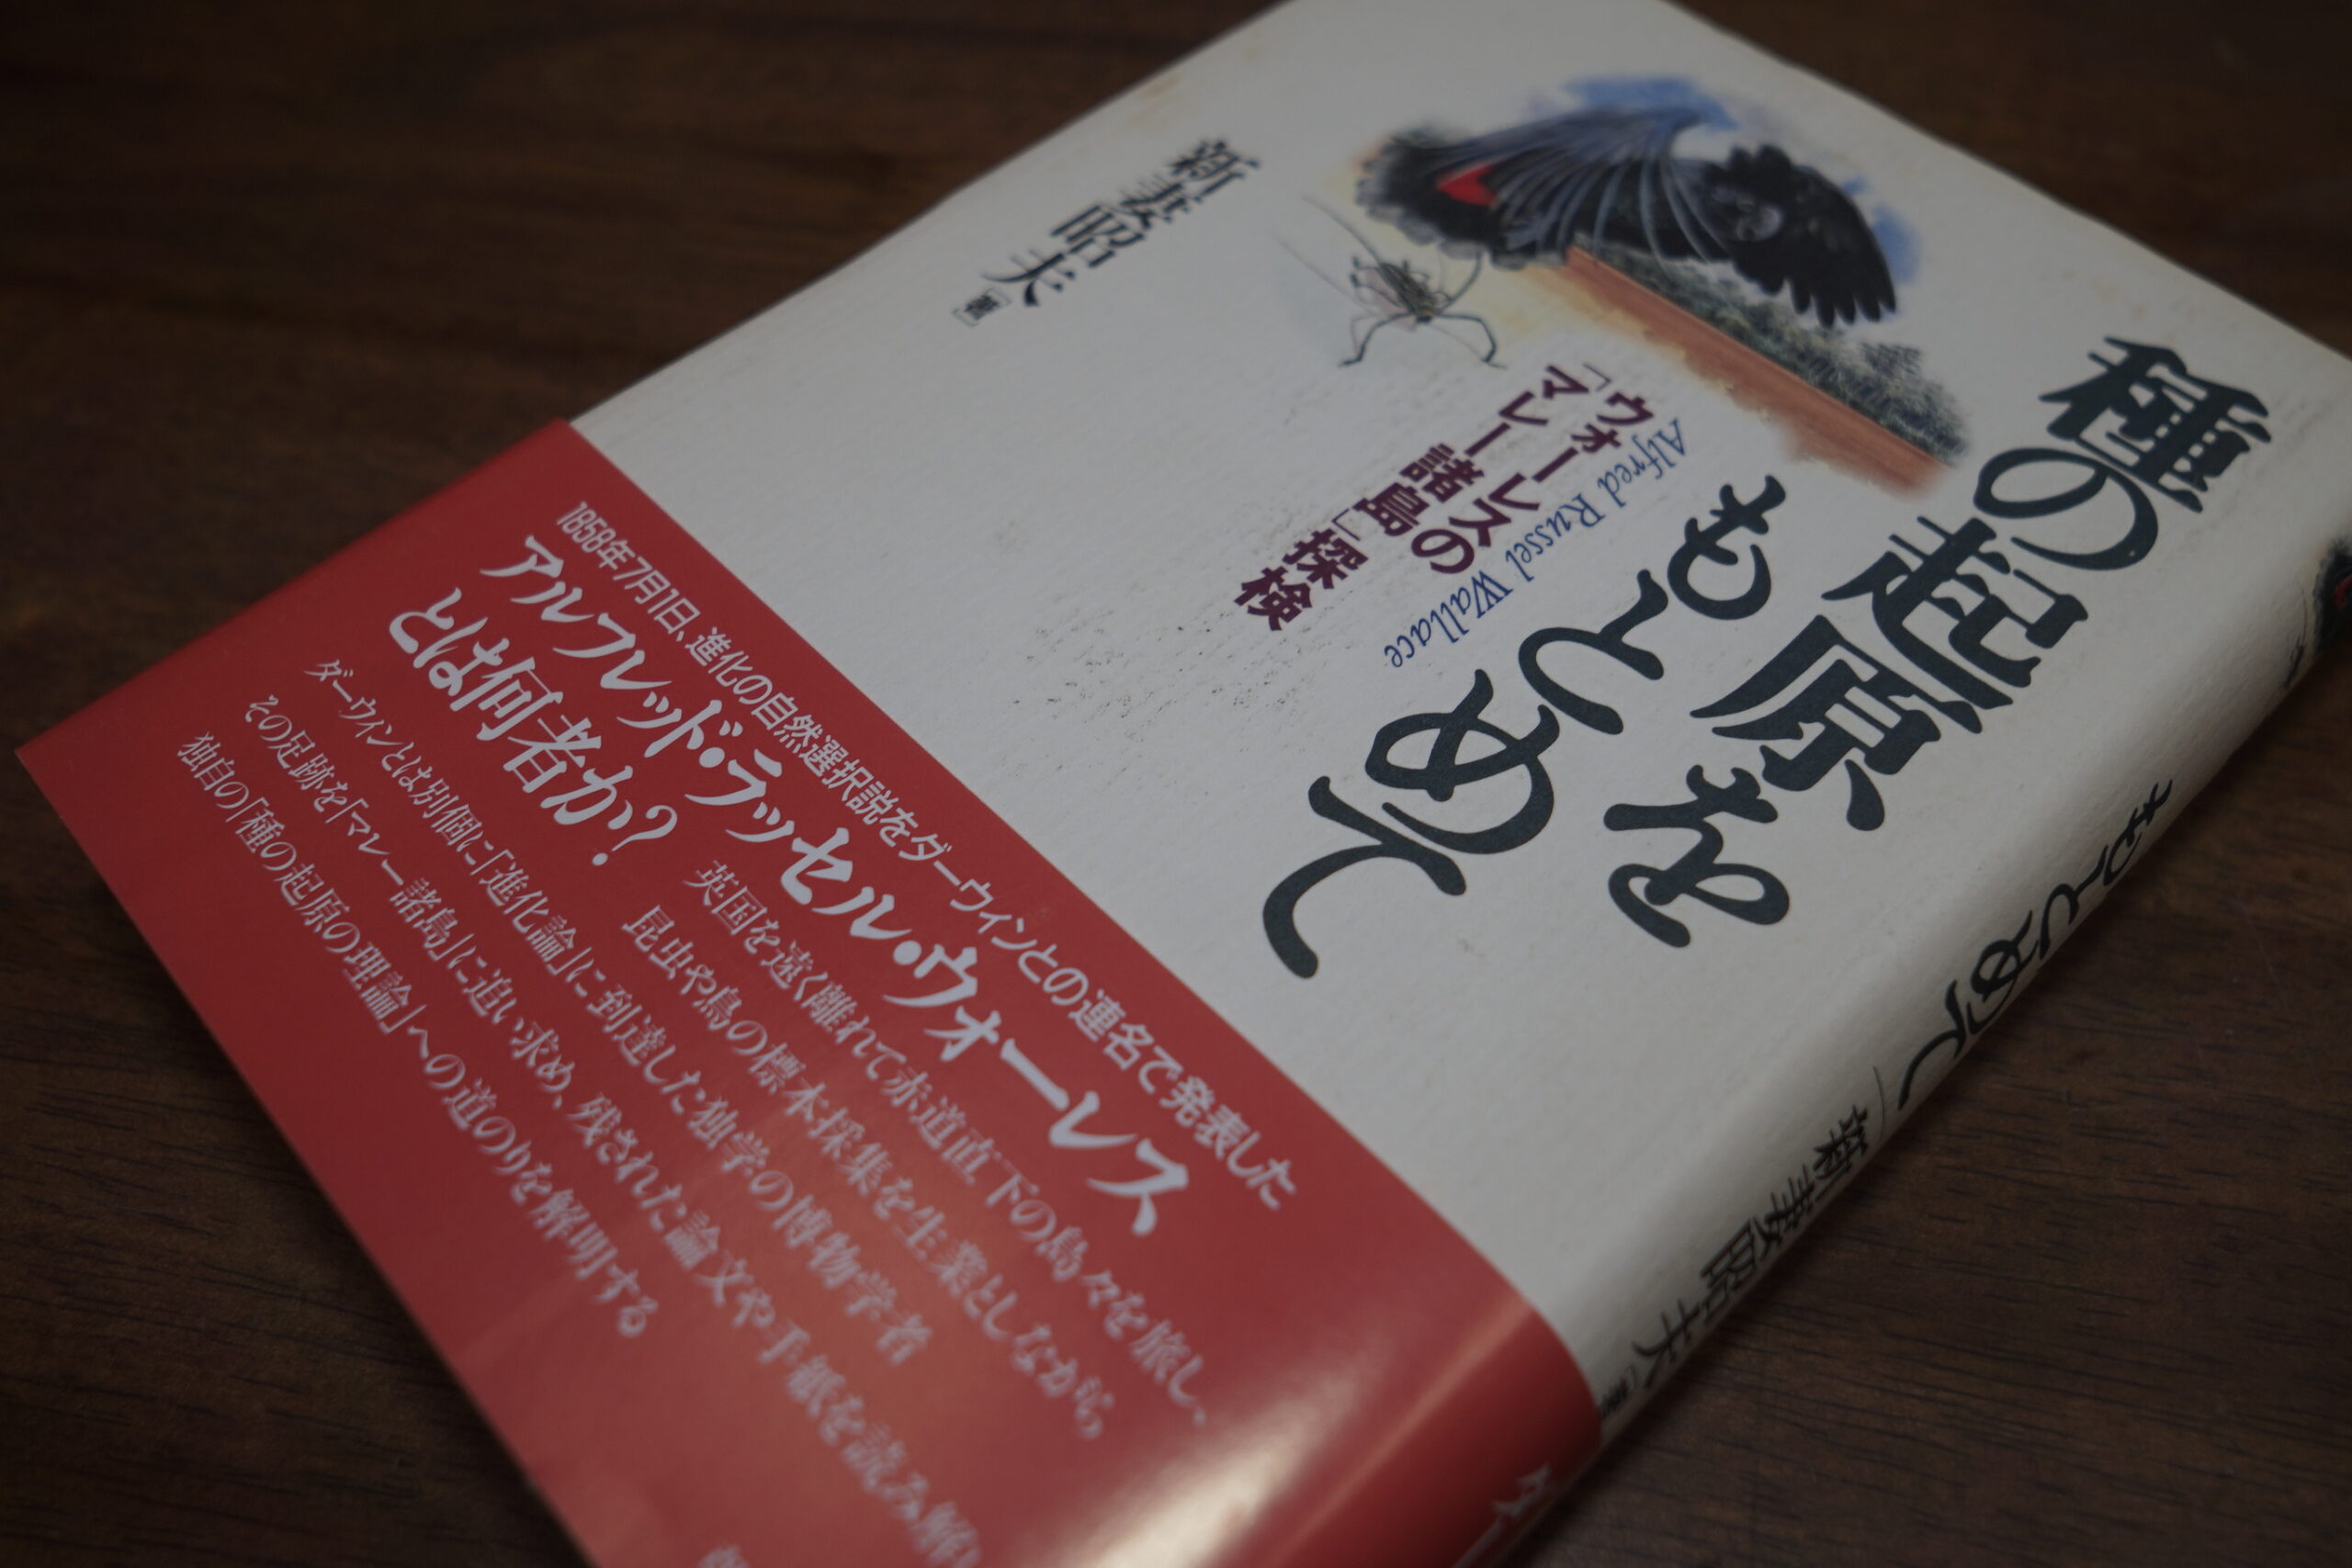 種の起原を
もとめて
Alfred Russel Wallace
ウォーレスの
「マレー諸島」探検
新妻昭夫[著]
1858年7月1日、進化の自然選択説をダーウィンとの連名で発表した
アルフレッド・ラッセル・ウォーレス
とは何者か?
英国を遠く離れて赤道直下の島々を旅し、
昆虫や鳥の標本採集を生業としながら、
ダーウィンとは別個に「進化論」に到達した独学の博物学者
その足跡を「マレー諸島」に追い求め、残された論文や手紙を読み解
独自の「種の起原の理論」への道のりを解明する
もとめて
新妻昭夫
ダー